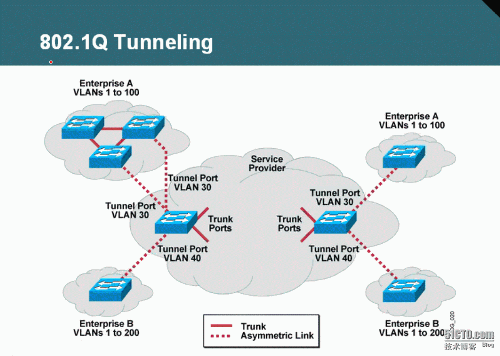 802.1Q Tunneling
Enterprise A
VLANs 1 to 100
Enterprise A
VLANs 1 to 100
Service
Provider
Tunnel Port
VLAN 30
Tunnel Port
VLAN 30
Tunnel Port
VLAN 30
Trunk
Ports
Trunk
Ports
Tunnel Port
VLAN 40
Tunnel Port
VLAN 40
Enterprise B
VLANs 1 to 200
Enterprise B
VLANs 1 to 200
Trunk
Asymmetric Link
51CTO.com
技术博客 Blog